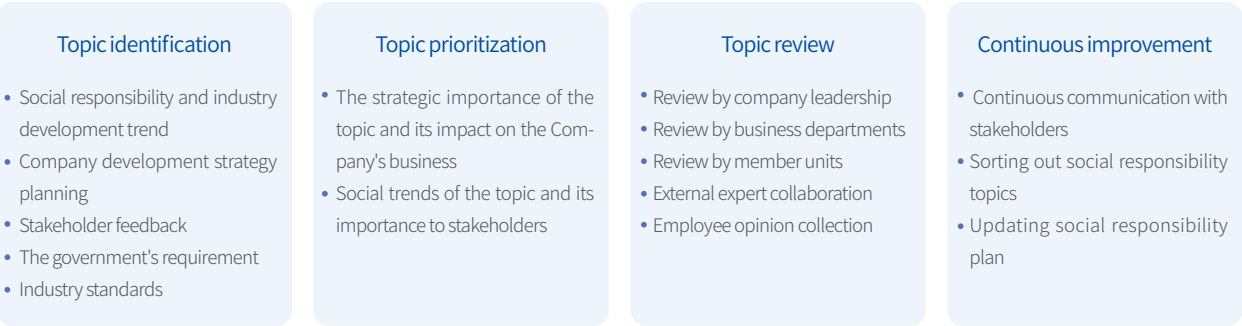 Topic identification
• Social responsibility and industry
development trend
• Company development strategy
planning
• Stakeholder feedback
• The government's requirement
• Industry standards
Topic prioritization
• The strategic importance of the
topic and its impact on the Com-
pany's business
• Social trends of the topic and its
importance to stakeholders
Topic review
• Review by company leadership
• Review by business departments
• Review by member units
• External expert collaboration
• Employee opinion collection
Continuous improvement
• Continuous communication with
stakeholders
• Sorting out social responsibility
topics
• Updating social responsibility
plan